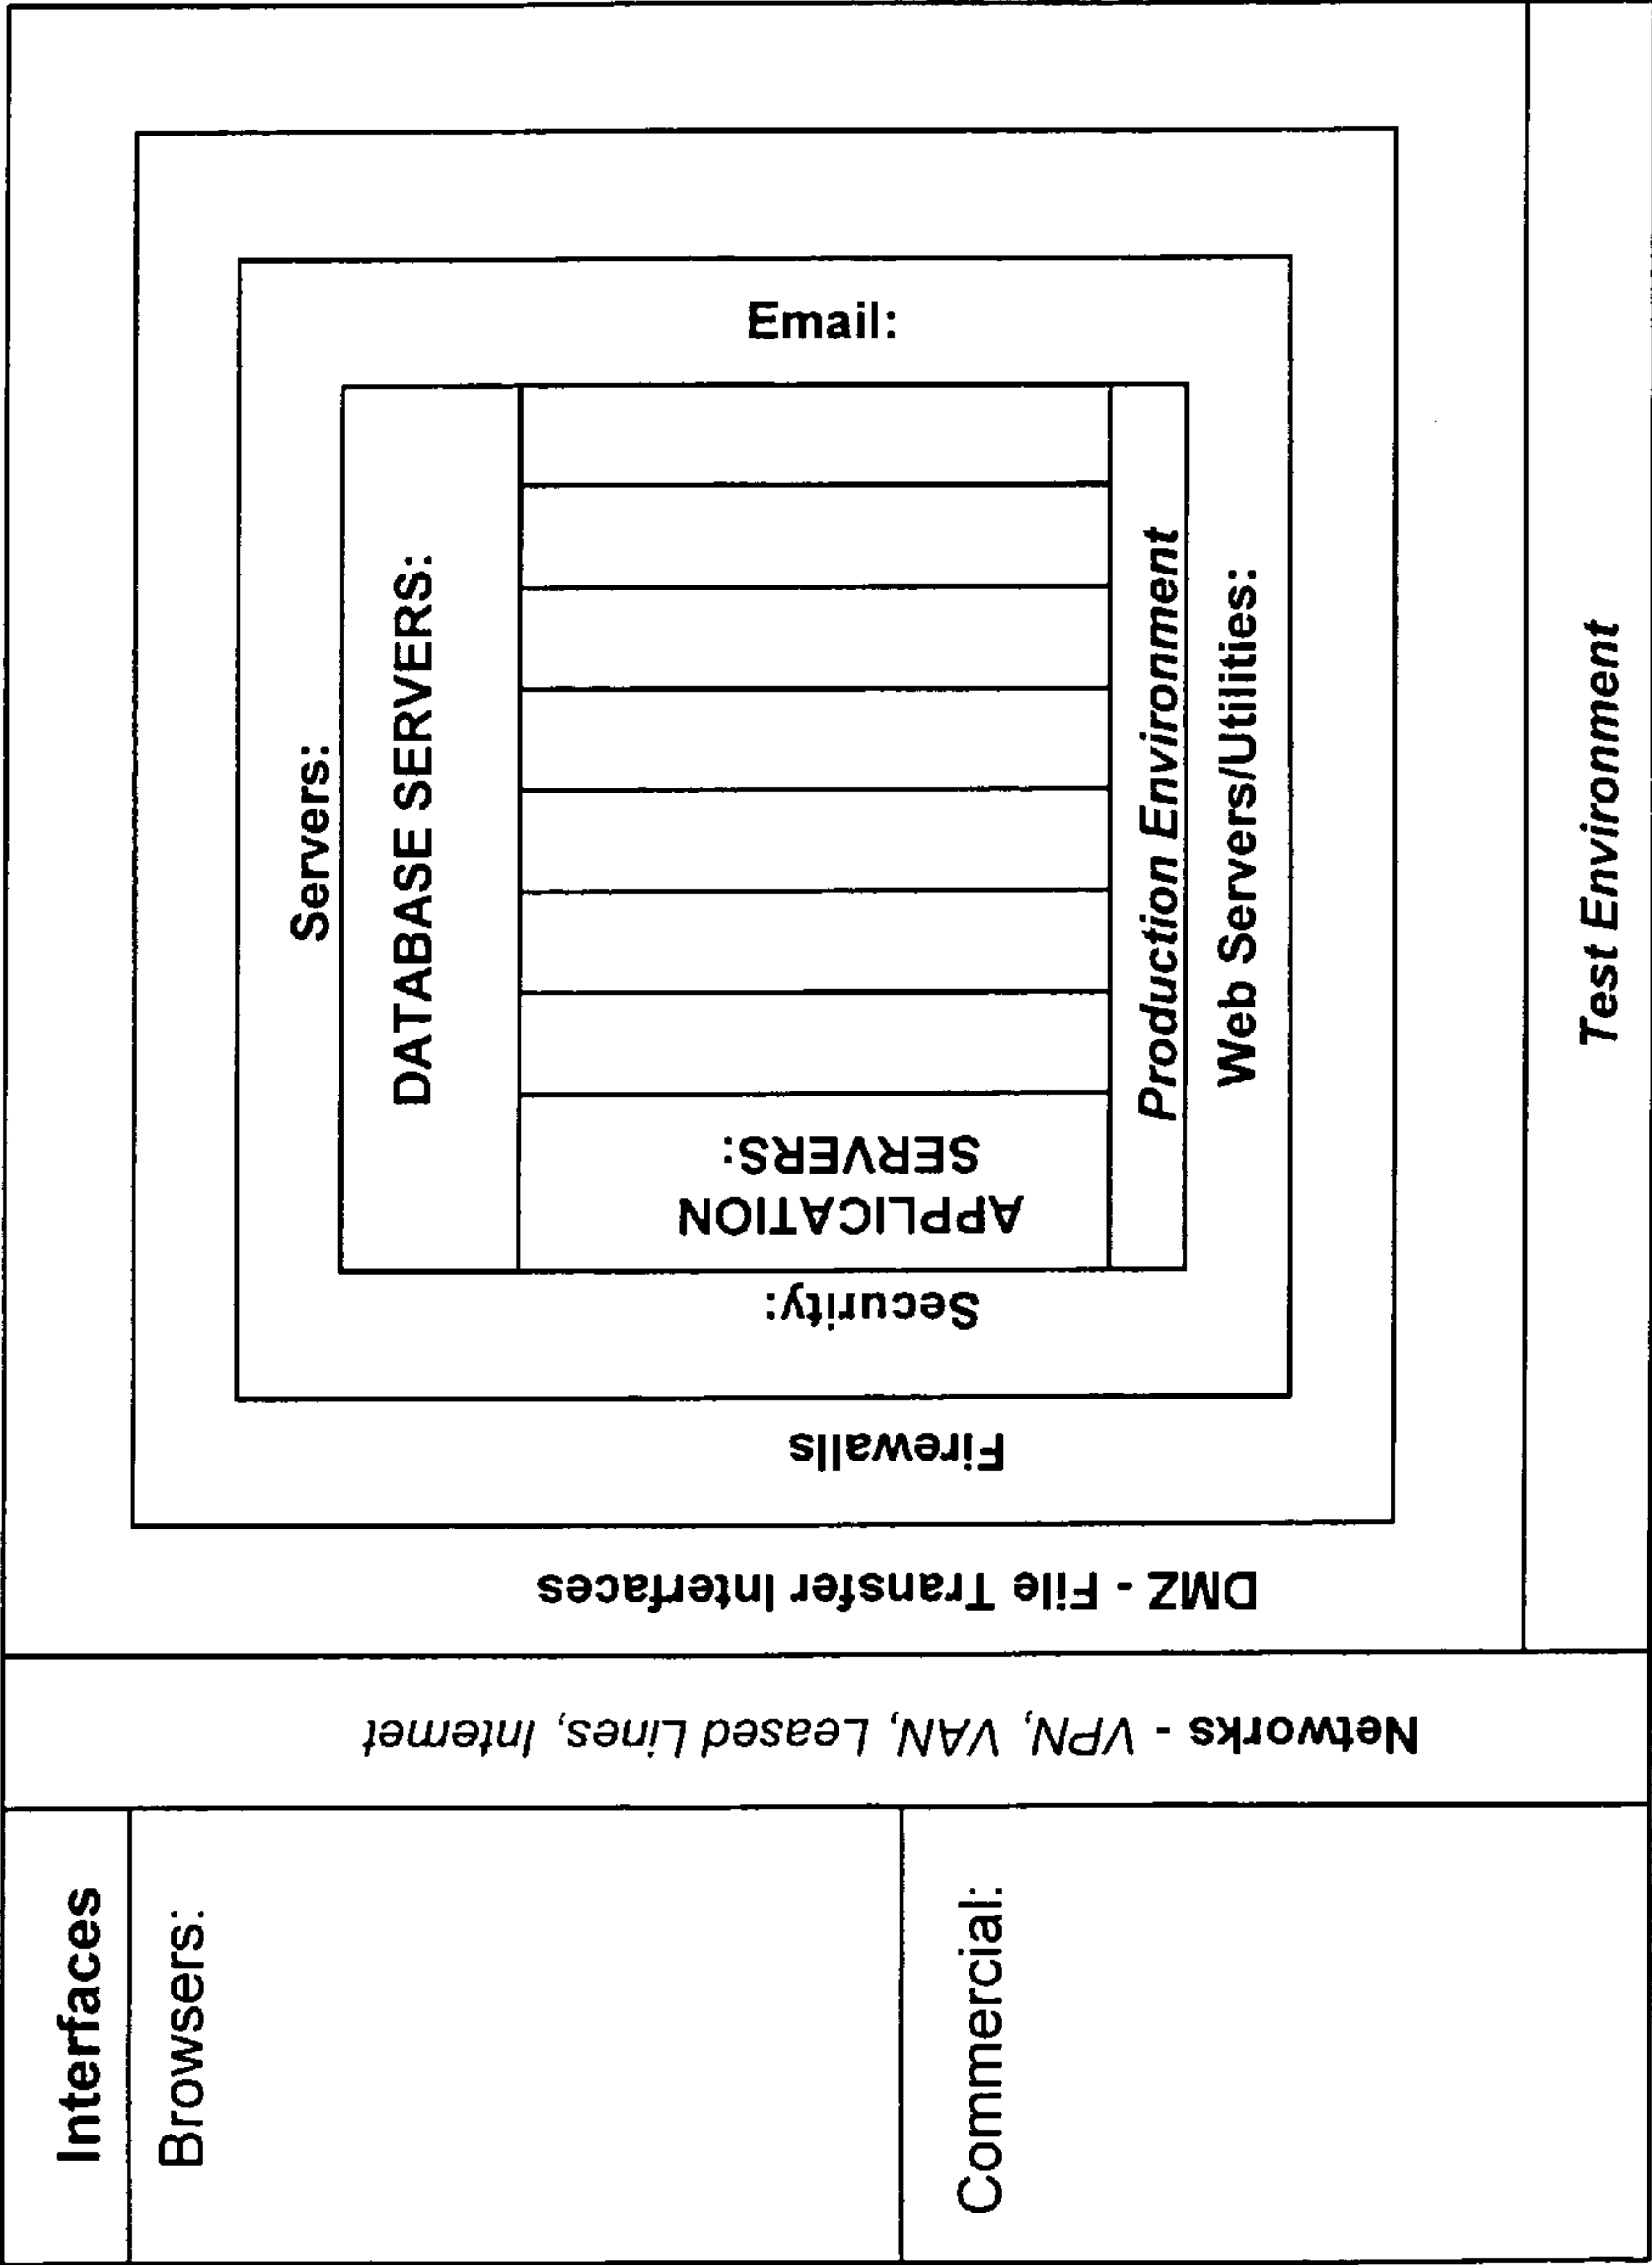 Interfaces
Browsers:
Commercial:
Networks - VPN, VAN, Leased Lines, Internet
DMZ - File Transfer Interfaces
Firewalls
Security:
Servers:
DATABASE SERVERS:
APPLICATION
SERVERS:
Production Environment
Web Servers/Utilities:
Email:
Test Environment